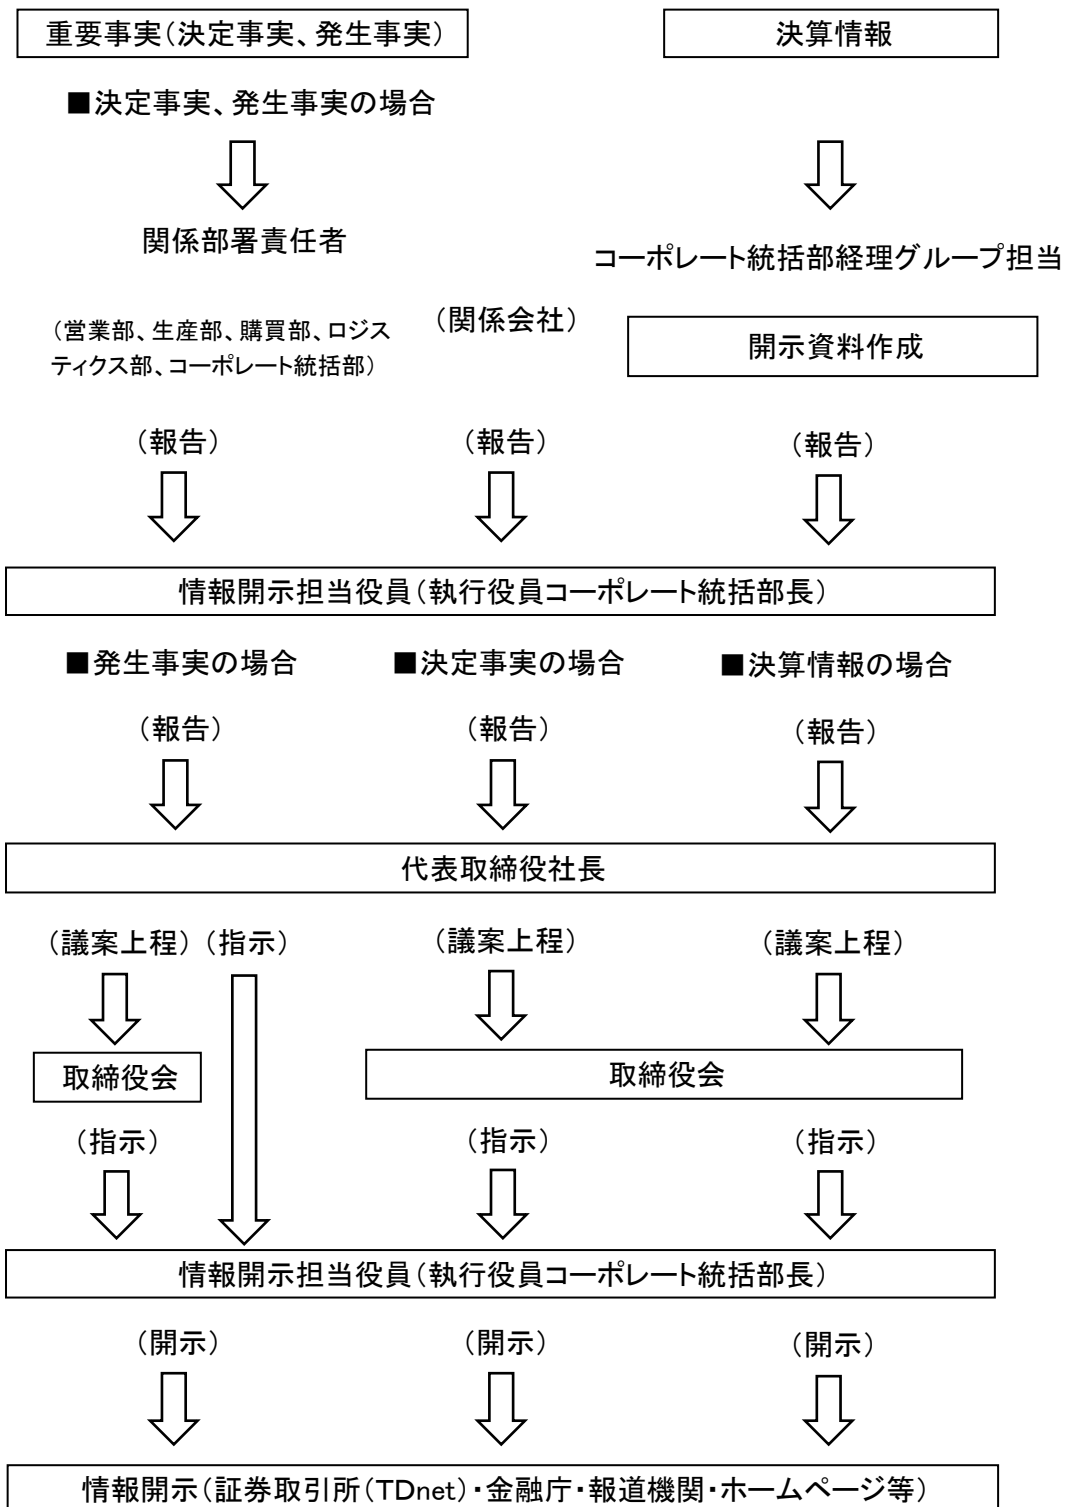 重要事実（決定事実、発生事実）
決算情報
■決定事実、発生事実の場合
関係部署責任者
コーポレート統括部経理グループ担当
（営業部、生産部、購買部、ロジス
ティクス部、コーポレート統括部）
（関係会社）
開示資料作成
（報告）
（報告）
（報告）
情報開示担当役員（執行役員コーポレート統括部長）
■発生事実の場合
■決定事実の場合
■決算情報の場合
（報告）
（報告）
（報告）
代表取締役社長
（議案上程）
（指示）
（議案上程）
（議案上程）
取締役会
取締役会
（指示）
（指示）
（指示）
情報開示担当役員（執行役員コーポレート統括部長）
（開示）
（開示）
（開示）
情報開示（証券取引所（TDnet）・金融庁・報道機関・ホームページ等）